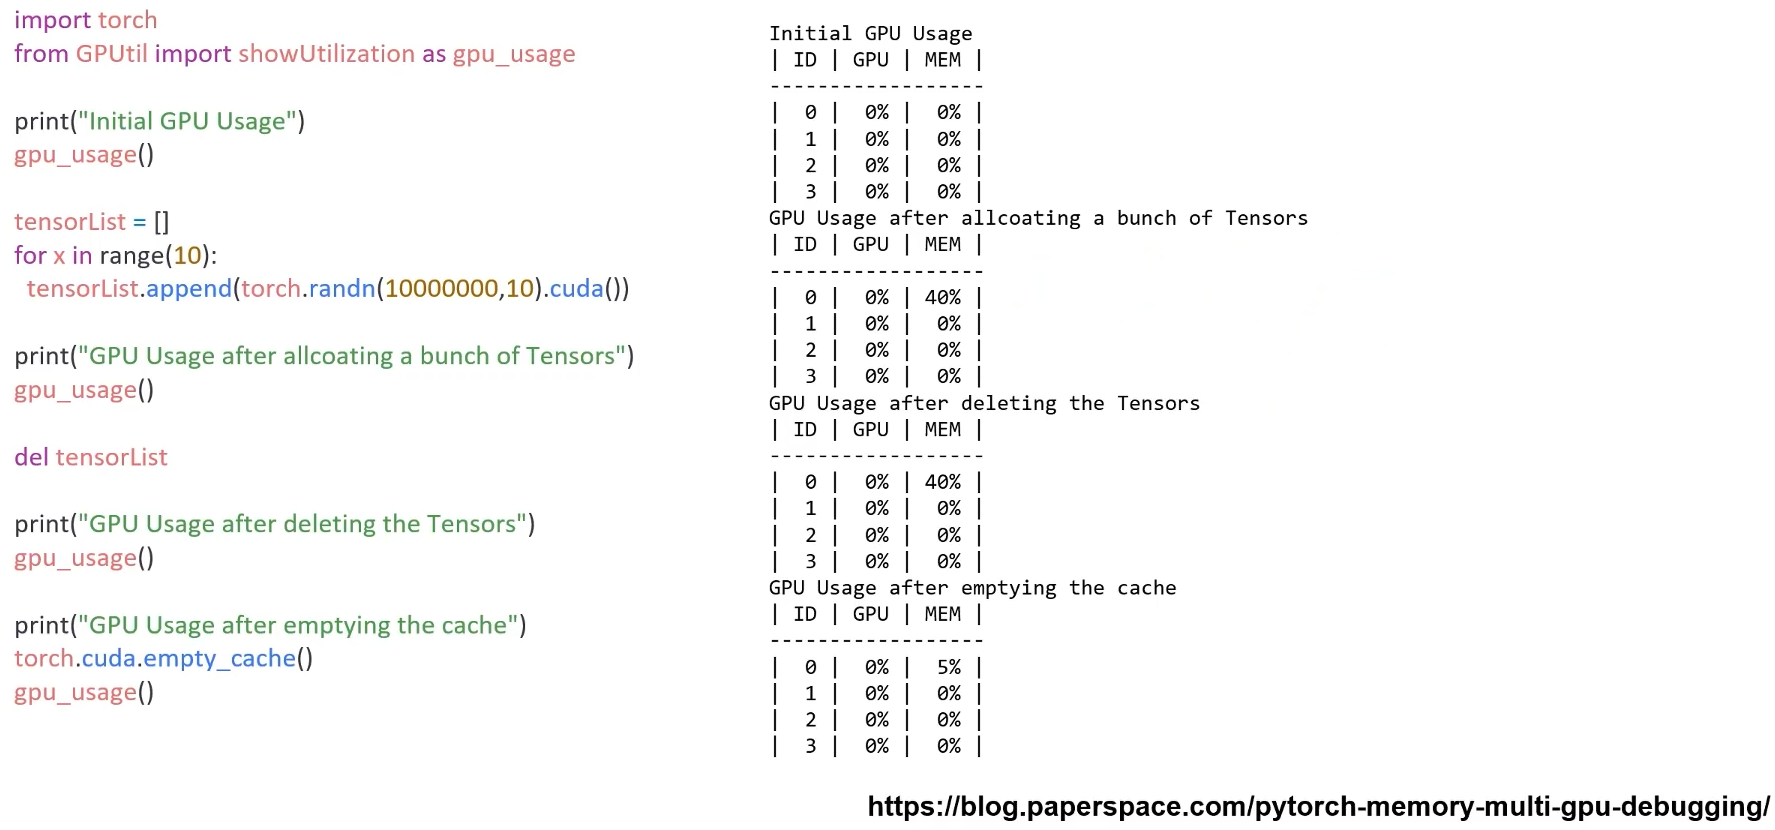 import torch
from GPUtil import showUtilization as gpu_usage
print("Initial GPU Usage")
gpu_usage()
tensorList = []
for x in range(10):
  tensorList.append(torch.randn(10000000,10).cuda())
print("GPU Usage after allcoating a bunch of Tensors")
gpu_usage()
del tensorList
print("GPU Usage after deleting the Tensors")
gpu_usage()
print("GPU Usage after emptying the cache")
torch.cuda.empty_cache()
gpu_usage()
Initial GPU Usage
| ID | GPU | MEM |
------------------
|  0 |  0% |  0% |
|  1 |  0% |  0% |
|  2 |  0% |  0% |
|  3 |  0% |  0% |
GPU Usage after allcoating a bunch of Tensors
| ID | GPU | MEM |
------------------
|  0 |  0% | 40% |
|  1 |  0% |  0% |
|  2 |  0% |  0% |
|  3 |  0% |  0% |
GPU Usage after deleting the Tensors
| ID | GPU | MEM |
------------------
|  0 |  0% | 40% |
|  1 |  0% |  0% |
|  2 |  0% |  0% |
|  3 |  0% |  0% |
GPU Usage after emptying the cache
| ID | GPU | MEM |
------------------
|  0 |  0% |  5% |
|  1 |  0% |  0% |
|  2 |  0% |  0% |
|  3 |  0% |  0% |
https://blog.paperspace.com/pytorch-memory-multi-gpu-debugging/